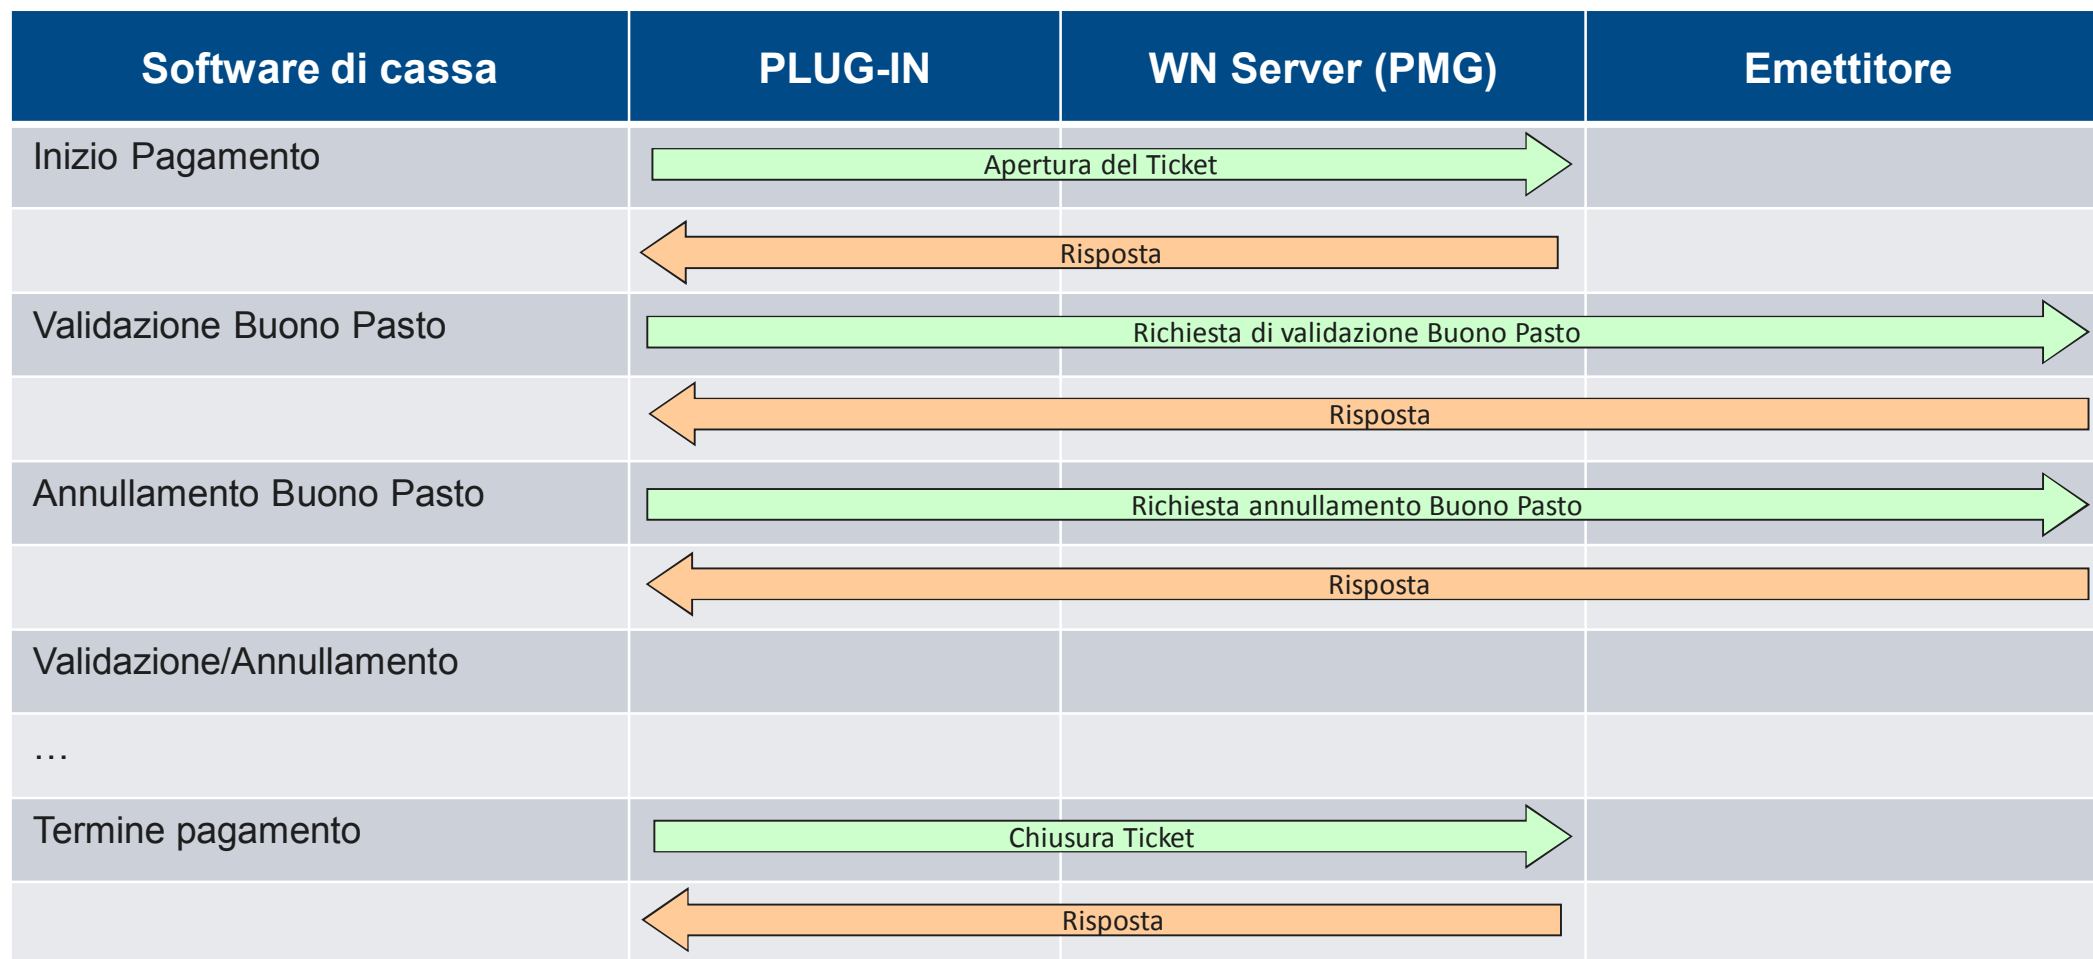 Software di cassa
PLUG-IN
WN Server (PMG)
Emettitore
Inizio Pagamento
Apertura del Ticket
Risposta
Validazione Buono Pasto
Richiesta di validazione Buono Pasto
Risposta
Annullamento Buono Pasto
Richiesta annullamento Buono Pasto
Risposta
Validazione/Annullamento
…
Termine pagamento
Chiusura Ticket
Risposta